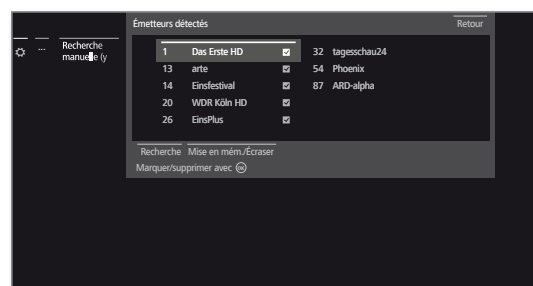 Émetteurs détectés
Retour
... Recherche
manuelle (y
1 Das Erste HD
13 arte
14 Einsfestival
20 WDR Köln HD
26 EinsPlus
32 tagesschau24
54 Phoenix
87 ARD-alpha
Recherche Mise en mém./Écraser
Marquer/supprimer avec OK